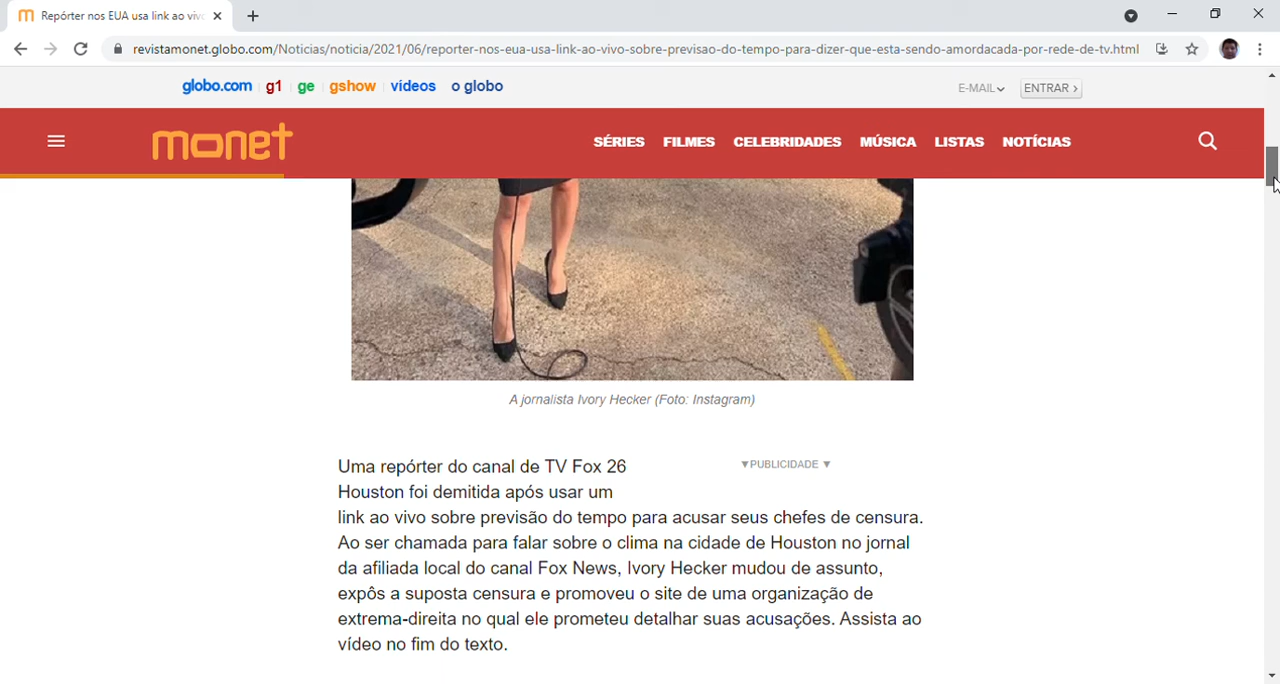 Repórter nos EUA usa link ao viv
revistamonet.globo.com/Noticias/noticia/2021/06/reporter-nos-eua-usa-link-ao-vivo-sobre-previsao-do-tempo-para-dizer-que-esta-sendo-amordacada-por-rede-de-tv.html
globo.com g1 ge gshow vídeos o globo E-MAIL ENTRAR ›
monet SÉRIES FILMES CELEBRIDADES MÚSICA LISTAS NOTÍCIAS
A jornalista Ivory Hecker (Foto: Instagram)
Uma repórter do canal de TV Fox 26
▼PUBLICIDADE ▼
Houston foi demitida após usar um
link ao vivo sobre previsão do tempo para acusar seus chefes de censura.
Ao ser chamada para falar sobre o clima na cidade de Houston no jornal
da afiliada local do canal Fox News, Ivory Hecker mudou de assunto,
expôs a suposta censura e promoveu o site de uma organização de
extrema-direita no qual ele prometeu detalhar suas acusações. Assista ao
vídeo no fim do texto.